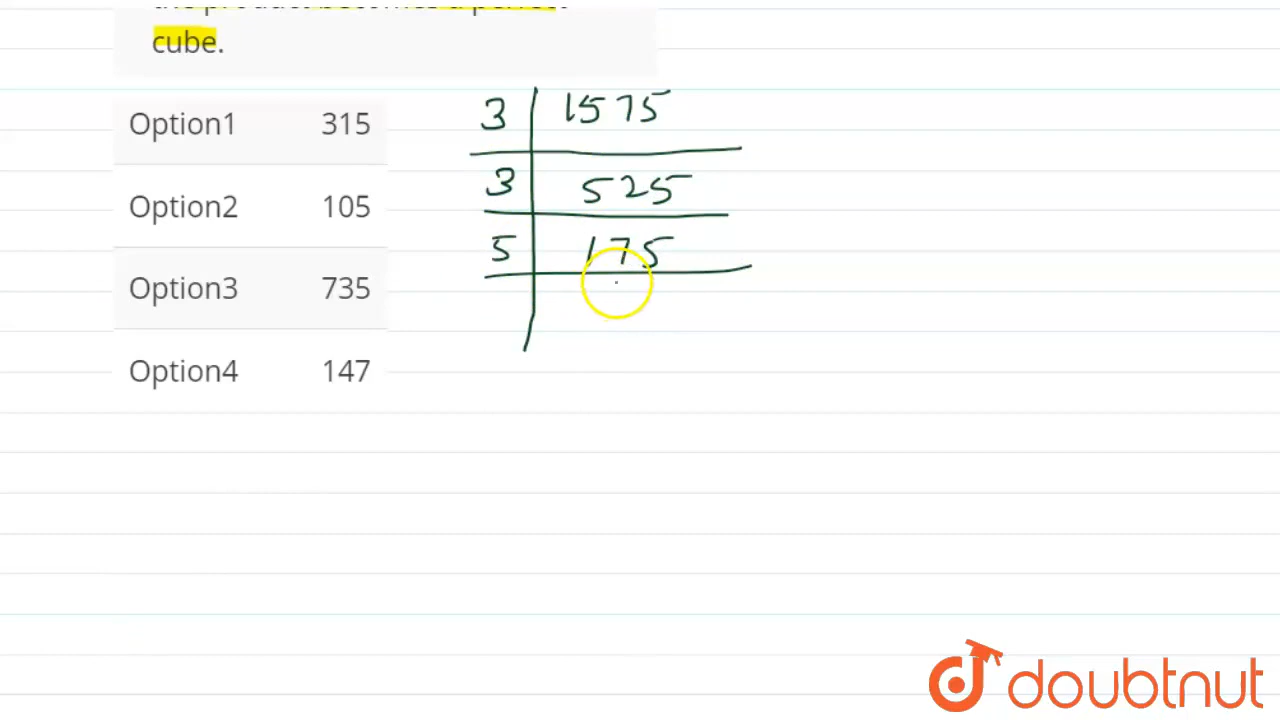 cube.
Option1 315
Option2 105
Option3 735
Option4 147
3 1575
3 525
5 175
doubtnut